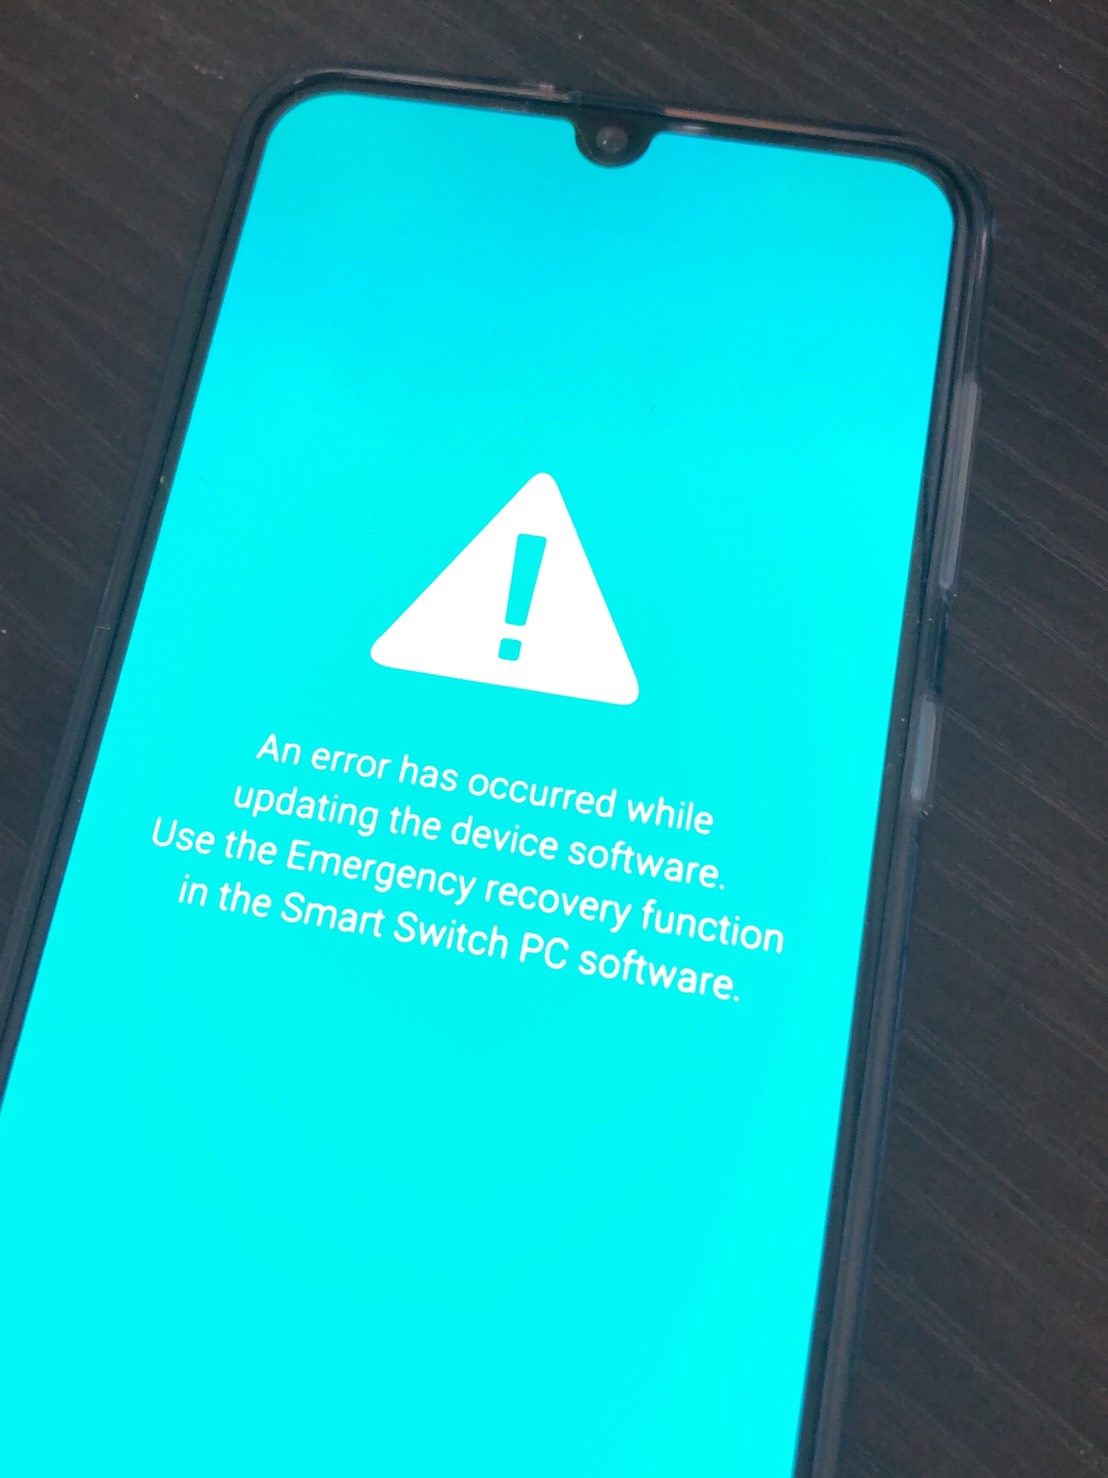 An error has occurred while
updating the device software.
Use the Emergency recovery function
in the Smart Switch PC software.